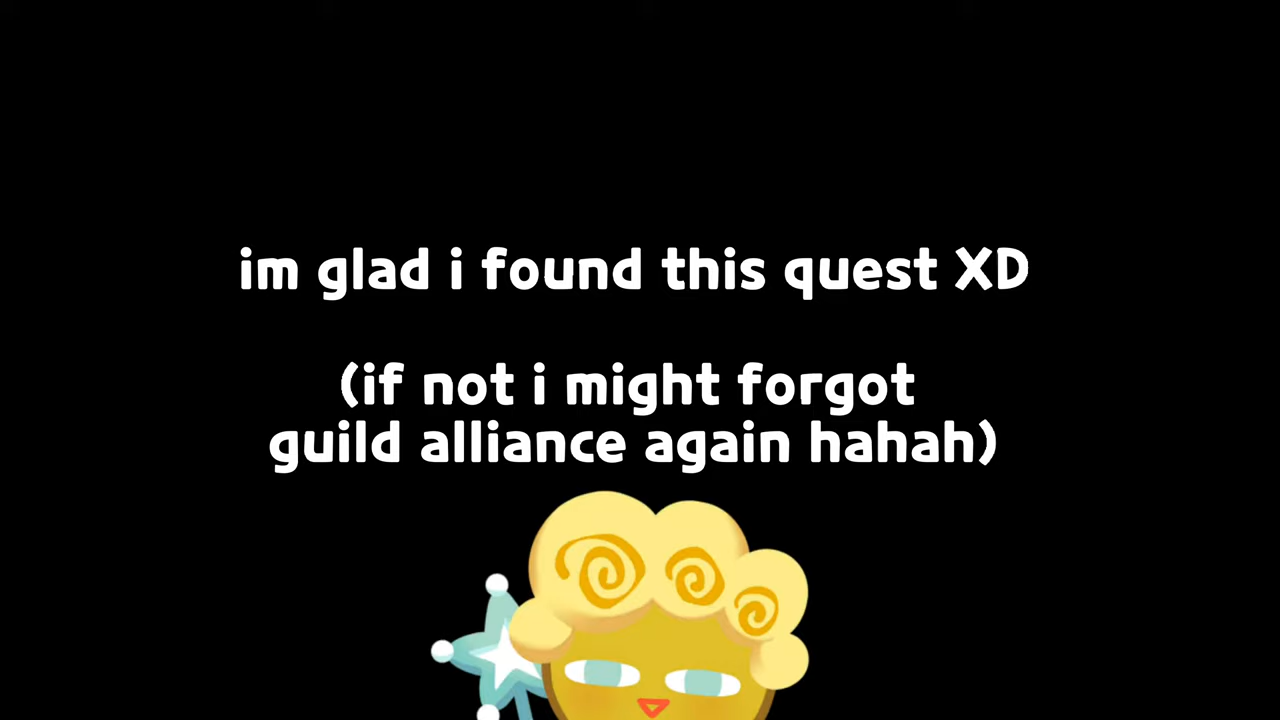 im glad i found this quest XD
(if not i might forgot
guild alliance again hahah)